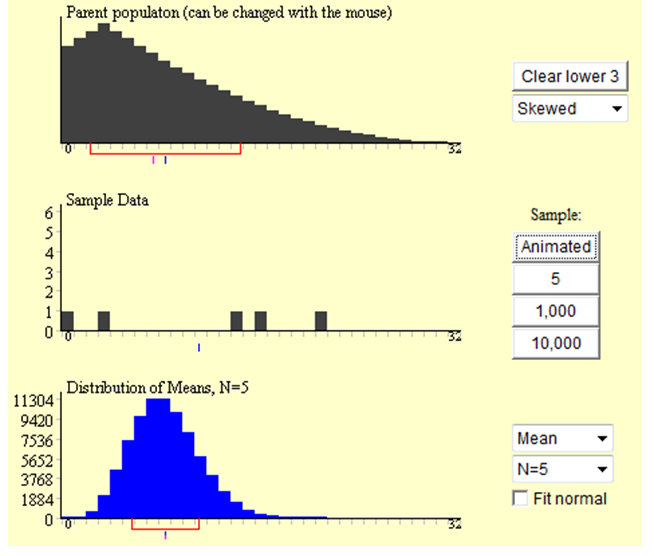 Parent populaton (can be changed with the mouse)
0
32
Clear lower 3
Skewed
Sample Data
6
5
4
3
2
1
0
0
32
Sample:
Animated
5
1,000
10,000
Distribution of Means, N=5
11304
9420
7536
5652
3768
1884
0
0
32
Mean
N=5
Fit normal